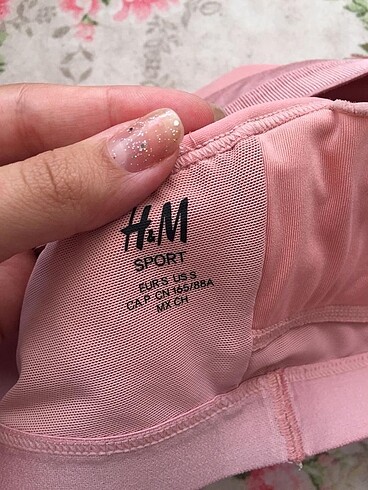 H&M
SPORT
EUR S US S
CA P CN 165/88A
MX CH